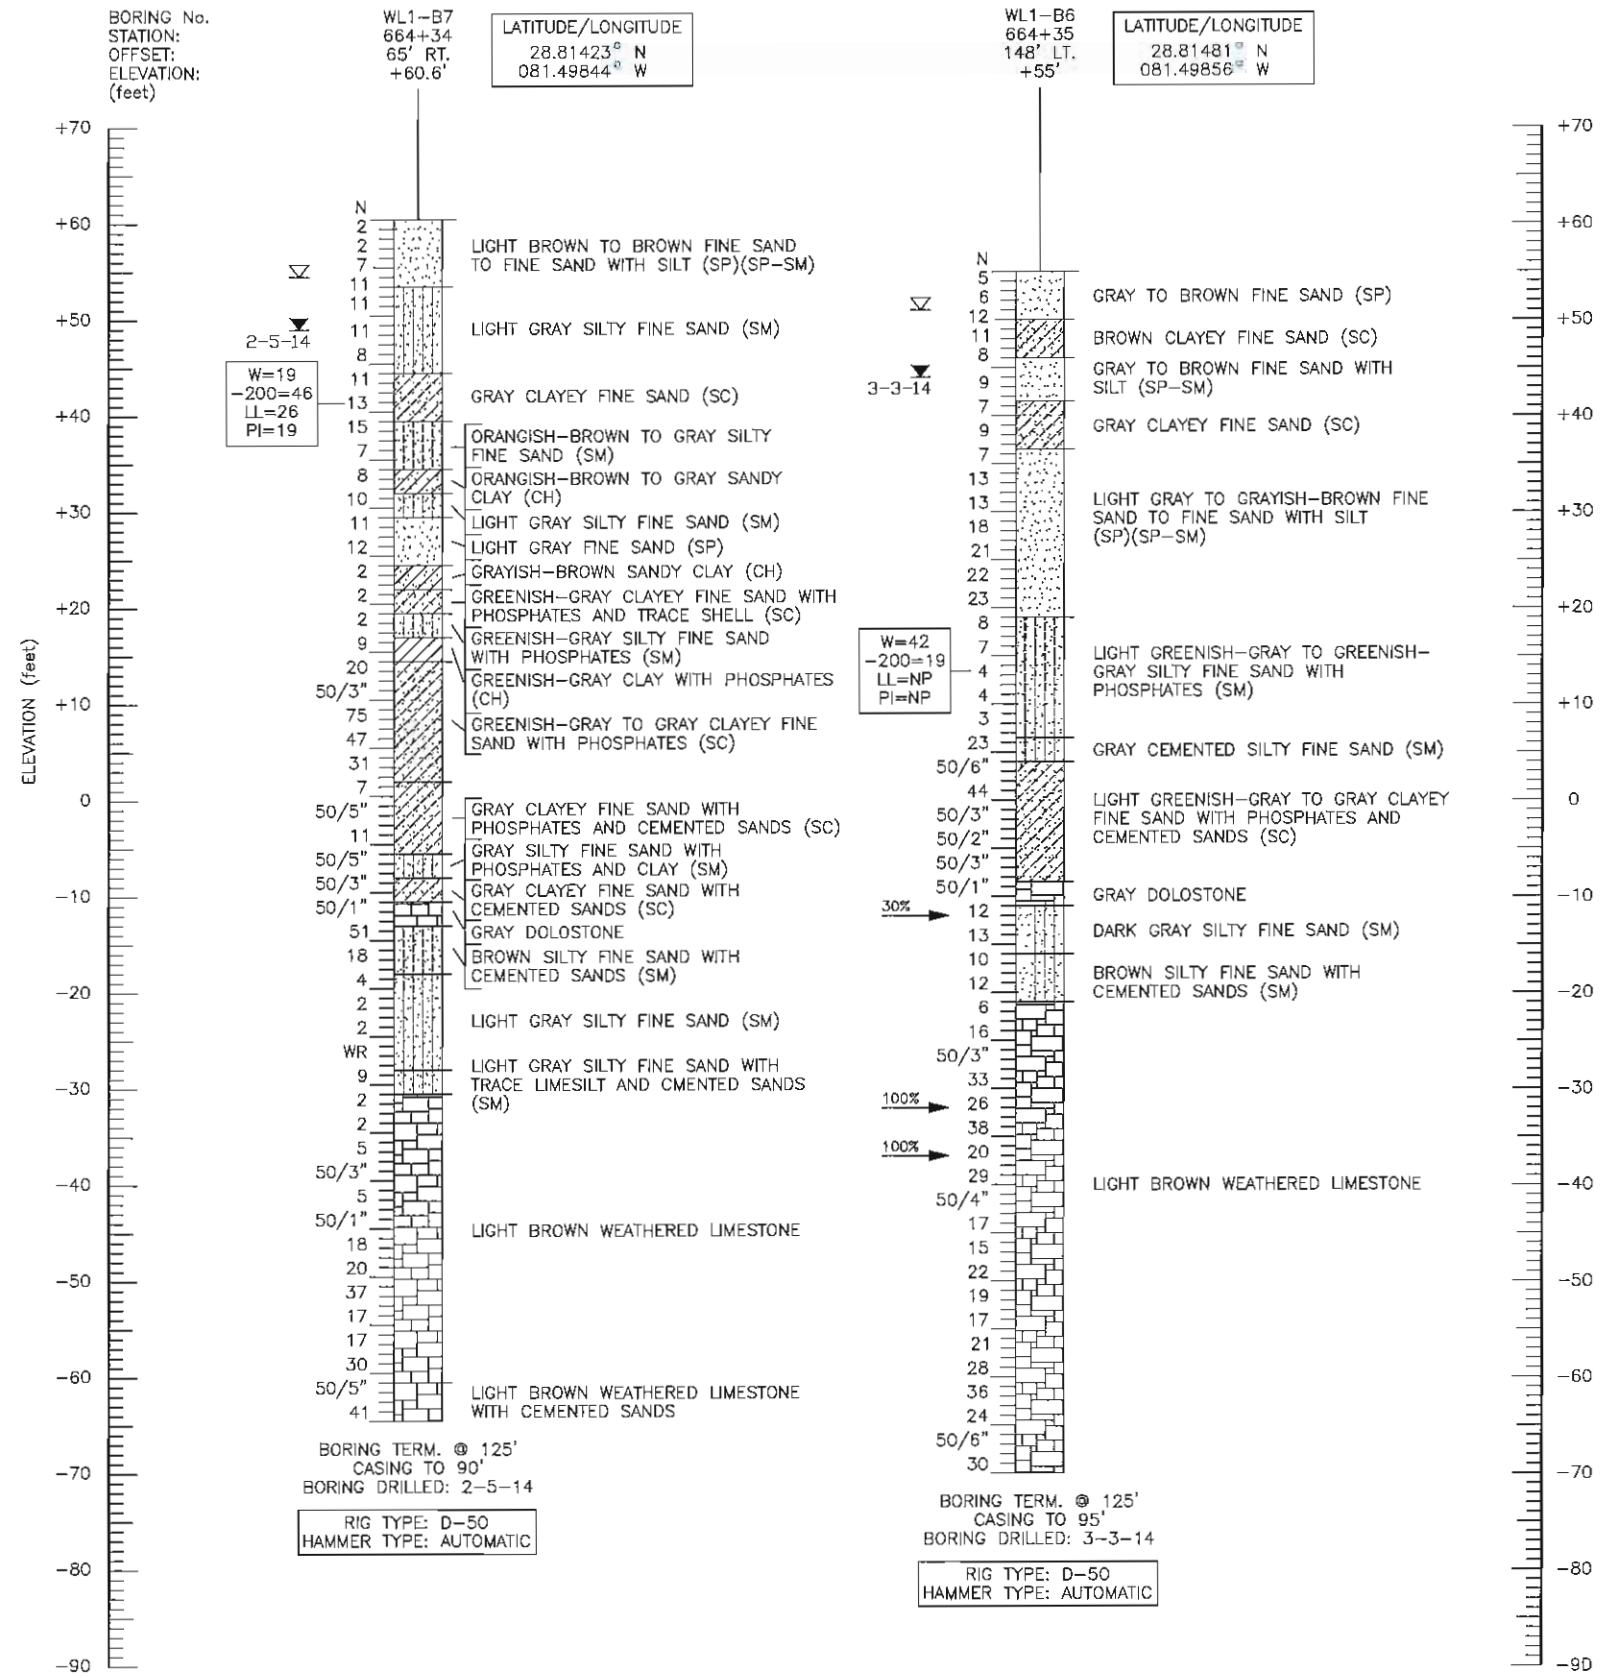 BORING No.
STATION:
OFFSET:
ELEVATION:
(feet)
WL1-B7
664+34
65' RT.
+60.6'
LATITUDE/LONGITUDE
28.81423° N
081.49844° W
WL1-B6
664+35
148' LT.
+55'
LATITUDE/LONGITUDE
28.81481° N
081.49856° W
ELEVATION (feet)
+70
+60
+50
+40
+30
+20
+10
0
-10
-20
-30
-40
-50
-60
-70
-80
-90
2-5-14
W=19
-200=46
LL=26
PI=19
N
2
2
7
11
11
11
8
11
13
15
7
8
10
11
12
2
2
2
9
20
50/3"
75
47
31
7
50/5"
11
50/5"
50/3"
50/1"
51
18
4
2
2
WR
9
2
2
5
50/3"
5
50/1"
18
20
37
17
17
30
50/5"
41
LIGHT BROWN TO BROWN FINE SAND
TO FINE SAND WITH SILT (SP)(SP-SM)
LIGHT GRAY SILTY FINE SAND (SM)
GRAY CLAYEY FINE SAND (SC)
ORANGISH-BROWN TO GRAY SILTY
FINE SAND (SM)
ORANGISH-BROWN TO GRAY SANDY
CLAY (CH)
LIGHT GRAY SILTY FINE SAND (SM)
LIGHT GRAY FINE SAND (SP)
GRAYISH-BROWN SANDY CLAY (CH)
GREENISH-GRAY CLAYEY FINE SAND WITH
PHOSPHATES AND TRACE SHELL (SC)
GREENISH-GRAY SILTY FINE SAND
WITH PHOSPHATES (SM)
GREENISH-GRAY CLAY WITH PHOSPHATES
(CH)
GREENISH-GRAY TO GRAY CLAYEY FINE
SAND WITH PHOSPHATES (SC)
GRAY CLAYEY FINE SAND WITH
PHOSPHATES AND CEMENTED SANDS (SC)
GRAY SILTY FINE SAND WITH
PHOSPHATES AND CLAY (SM)
GRAY CLAYEY FINE SAND WITH
CEMENTED SANDS (SC)
GRAY DOLOSTONE
BROWN SILTY FINE SAND WITH
CEMENTED SANDS (SM)
LIGHT GRAY SILTY FINE SAND (SM)
LIGHT GRAY SILTY FINE SAND WITH
TRACE LIMESILT AND CMENTED SANDS
(SM)
LIGHT BROWN WEATHERED LIMESTONE
LIGHT BROWN WEATHERED LIMESTONE
WITH CEMENTED SANDS
BORING TERM. @ 125'
CASING TO 90'
BORING DRILLED: 2-5-14
RIG TYPE: D-50
HAMMER TYPE: AUTOMATIC
3-3-14
W=42
-200=19
LL=NP
PI=NP
30%
100%
100%
N
5
6
12
11
8
9
7
9
7
13
13
18
21
22
23
8
7
4
4
3
23
50/6"
44
50/3"
50/2"
50/3"
50/1"
12
13
10
12
6
16
50/3"
33
26
38
20
29
50/4"
17
15
22
19
17
21
28
36
24
50/6"
30
GRAY TO BROWN FINE SAND (SP)
BROWN CLAYEY FINE SAND (SC)
GRAY TO BROWN FINE SAND WITH
SILT (SP-SM)
GRAY CLAYEY FINE SAND (SC)
LIGHT GRAY TO GRAYISH-BROWN FINE
SAND TO FINE SAND WITH SILT
(SP)(SP-SM)
LIGHT GREENISH-GRAY TO GREENISH-
GRAY SILTY FINE SAND WITH
PHOSPHATES (SM)
GRAY CEMENTED SILTY FINE SAND (SM)
LIGHT GREENISH-GRAY TO GRAY CLAYEY
FINE SAND WITH PHOSPHATES AND
CEMENTED SANDS (SC)
GRAY DOLOSTONE
DARK GRAY SILTY FINE SAND (SM)
BROWN SILTY FINE SAND WITH
CEMENTED SANDS (SM)
LIGHT BROWN WEATHERED LIMESTONE
BORING TERM. @ 125'
CASING TO 95'
BORING DRILLED: 3-3-14
RIG TYPE: D-50
HAMMER TYPE: AUTOMATIC
+70
+60
+50
+40
+30
+20
+10
0
-10
-20
-30
-40
-50
-60
-70
-80
-90